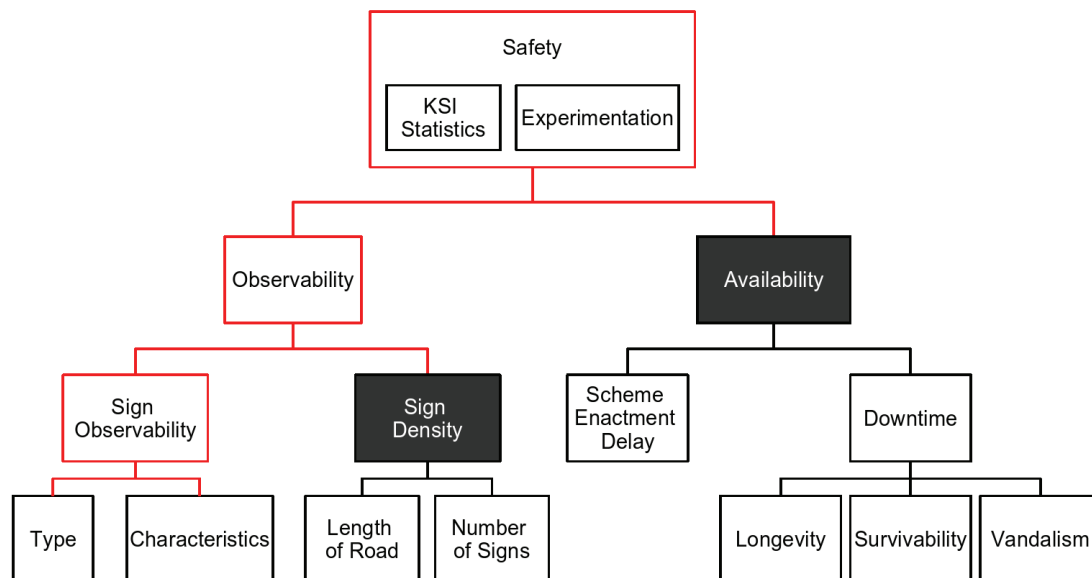 Safety
KSI
Statistics
Experimentation
Observability
Availability
Sign
Observability
Sign
Density
Scheme
Enactment
Delay
Downtime
Type
Characteristics
Length
of Road
Number
of Signs
Longevity
Survivability
Vandalism